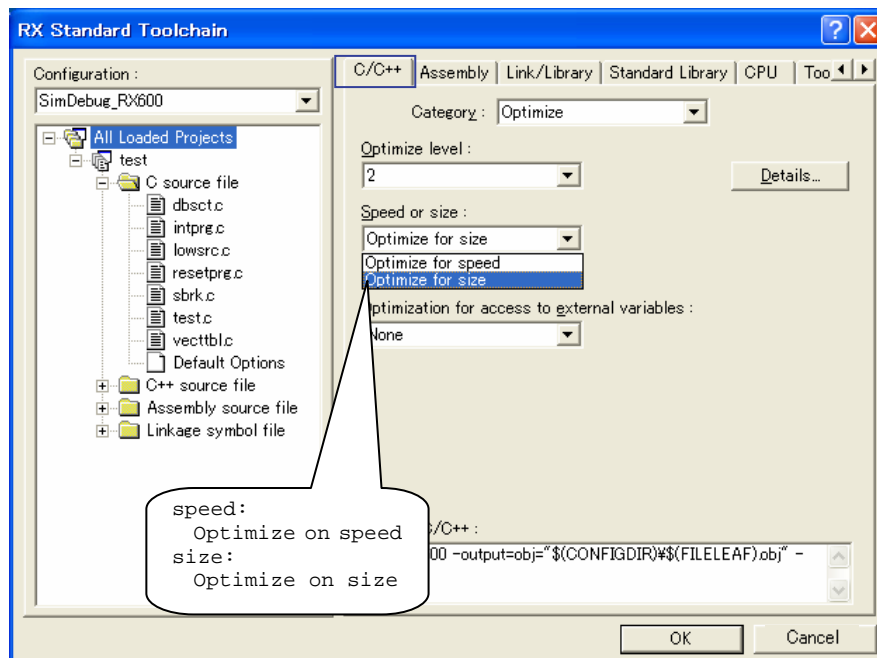 RX Standard Toolchain
Configuration :
SimDebug_RX600
All Loaded Projects
test
C source file
dbsct.c
intprg.c
lowsrc.c
resetprg.c
sbrk.c
test.c
vecttbl.c
Default Options
C++ source file
Assembly source file
Linkage symbol file
C/C++ Assembly Link/Library Standard Library CPU Too
Category : Optimize
Optimize level :
2
Details...
Speed or size :
Optimize for size
Optimize for speed
Optimize for size
Optimization for access to external variables :
None
speed:
Optimize on speed
size:
Optimize on size
/C++ :
00 -output=obj="$(CONFIGDIR)¥$(FILELEAF).obj" -
OK Cancel